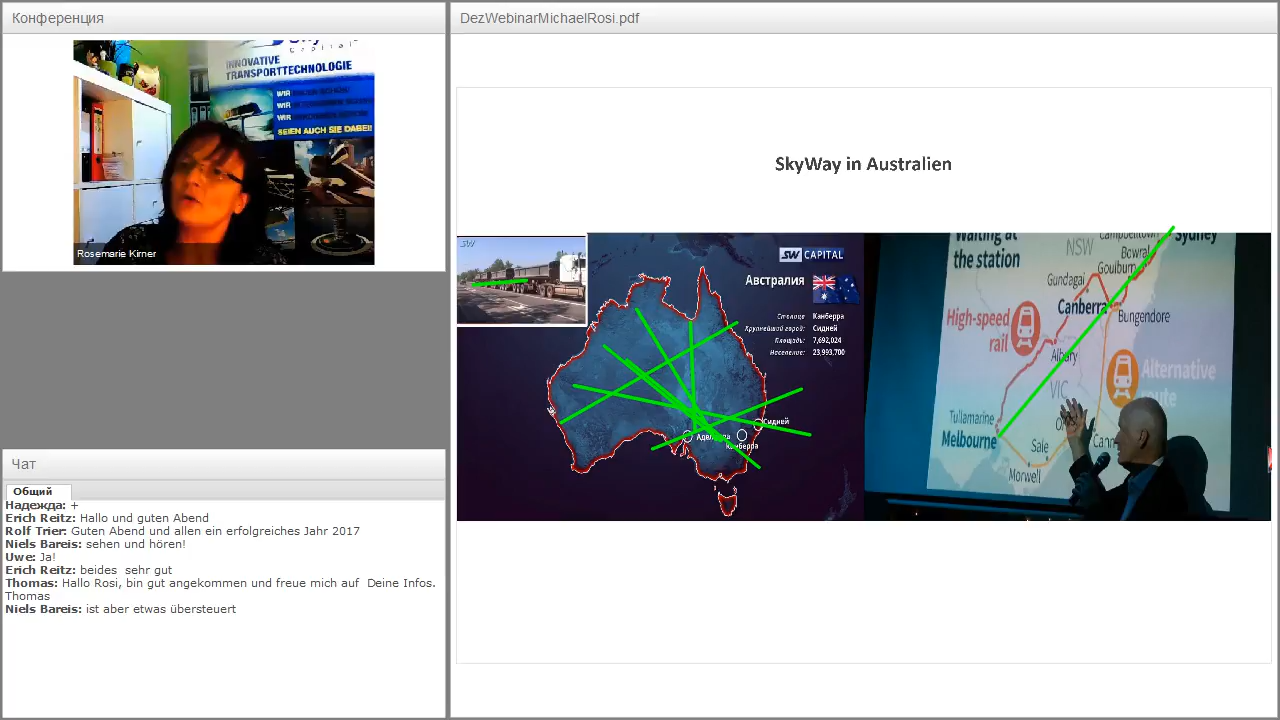 Конференция
INNOVATIVE
TRANSPORTTECHNOLOGIE
WIR
WIR
WIR
SEIEN AUCH SIE DABEI!
Rosemarie Kirner
Чат
Общий
Надежда: +
Erich Reitz: Hallo und guten Abend
Rolf Trier: Guten Abend und allen ein erfolgreiches Jahr 2017
Niels Bareis: sehen und hören!
Uwe: Ja!
Erich Reitz: beides  sehr gut
Thomas: Hallo Rosi, bin gut angekommen und freue mich auf  Deine Infos.
Thomas
Niels Bareis: ist aber etwas übersteuert
DezWebinarMichaelRosi.pdf
SkyWay in Australien
SW
SW CAPITAL
Австралия
Столица Канберра
Крупнейший город: Сидней
Площадь: 7,692,024
Население: 23,993,700
Сидней
Канберра
Waiting at
the station
NSW
Campbelltown
Sydney
Bowral
Goulburn
Gundagai
Canberra
Bungendore
High-speed
rail
Albury
Alternative
route
VIC
Tullamarine
Melbourne
Sale
Morwell